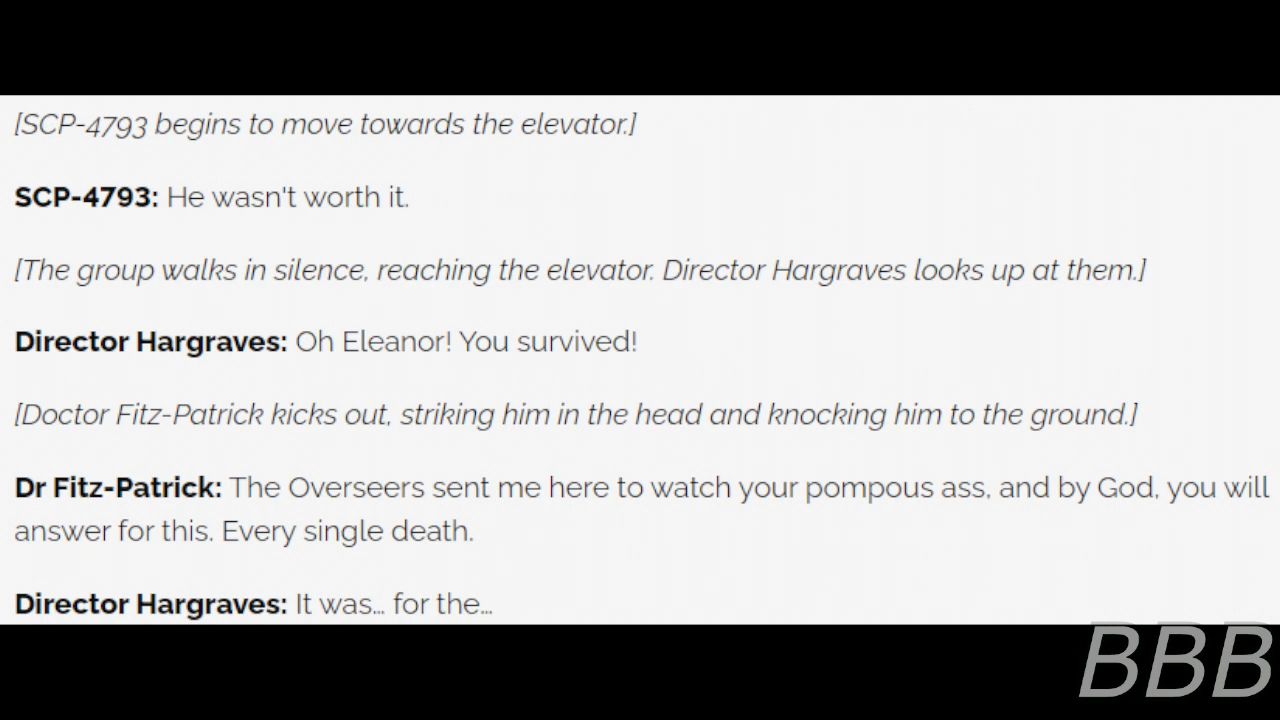 [SCP-4793 begins to move towards the elevator.]
SCP-4793: He wasn't worth it.
[The group walks in silence, reaching the elevator. Director Hargraves looks up at them.]
Director Hargraves: Oh Eleanor! You survived!
[Doctor Fitz-Patrick kicks out, striking him in the head and knocking him to the ground.]
Dr Fitz-Patrick: The Overseers sent me here to watch your pompous ass, and by God, you will
answer for this. Every single death.
Director Hargraves: It was… for the…
BBB